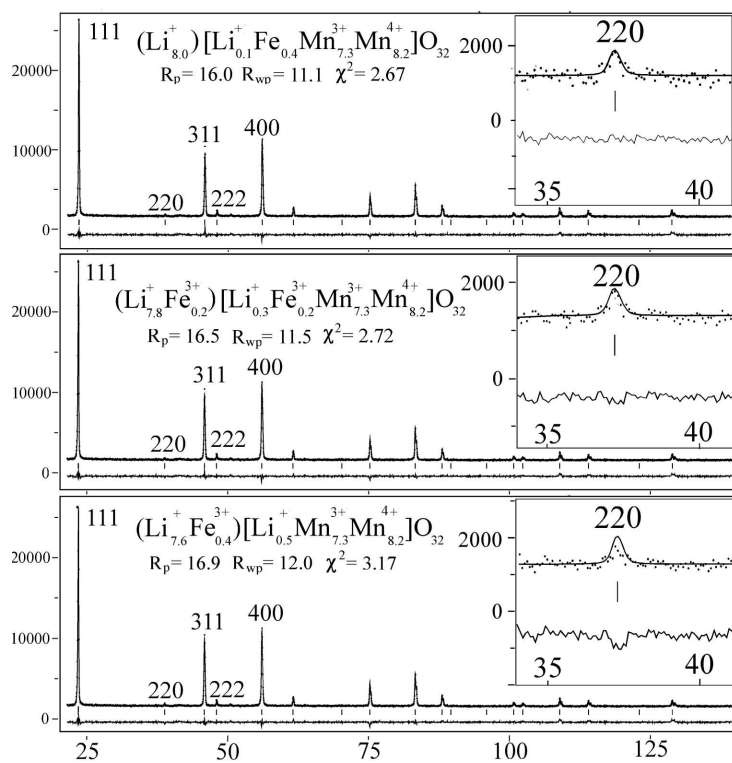 111
(Li⁺₈.₀)[Li⁺₀.₁Fe₀.₄Mn³⁺₇.₃Mn⁴⁺₈.₂]O₃₂
Rₚ = 16.0 R_wp = 11.1 χ² = 2.67
220 311 222 400
20000
10000
0
220
2000
0
35 40
111
(Li⁺₇.₈Fe³⁺₀.₂)[Li⁺₀.₃Fe³⁺₀.₂Mn³⁺₇.₃Mn⁴⁺₈.₂]O₃₂
Rₚ = 16.5 R_wp = 11.5 χ² = 2.72
220 311 222 400
20000
10000
0
220
2000
0
35 40
111
(Li⁺₇.₆Fe³⁺₀.₄)[Li⁺₀.₅Mn³⁺₇.₃Mn⁴⁺₈.₂]O₃₂
Rₚ = 16.9 R_wp = 12.0 χ² = 3.17
220 311 222 400
20000
10000
0
220
2000
0
35 40
25 50 75 100 125